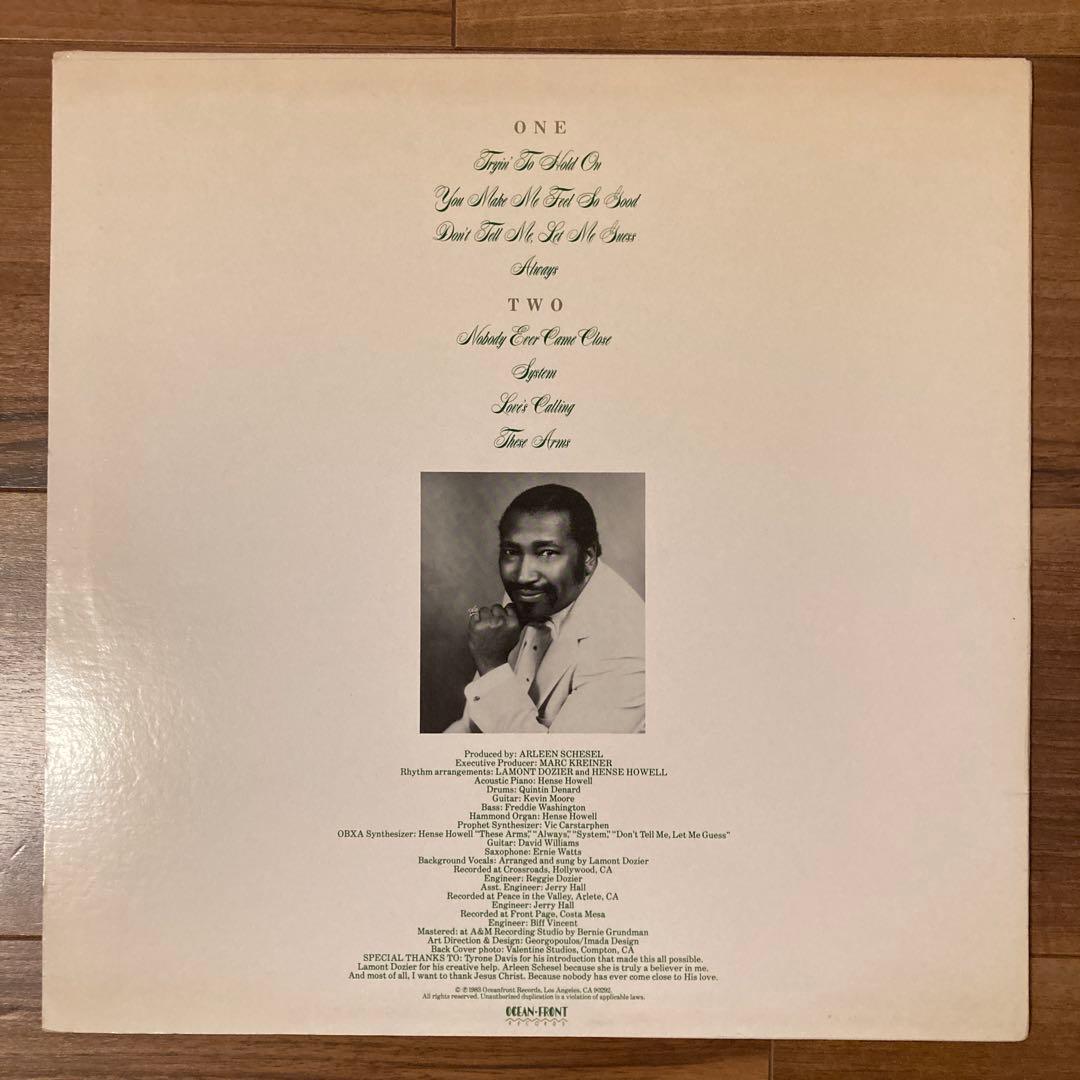 ONE
Tryin' To Hold On
You Make Me Feel So Good
Don't Tell Me, Let Me Guess
Always
TWO
Nobody Ever Came Close
System
Love's Calling
These Arms
Produced by: ARLEEN SCHESEL
Executive Producer: MARC KREINER
Rhythm arrangements: LAMONT DOZIER and HENSE HOWELL
Acoustic Piano: Hense Howell
Drums: Quintin Denard
Guitar: Kevin Moore
Bass: Freddie Washington
Hammond Organ: Hense Howell
Prophet Synthesizer: Vic Carstarphen
OBXA Synthesizer: Hense Howell "These Arms," "Always," "System," "Don't Tell Me, Let Me Guess"
Guitar: David Williams
Saxophone: Ernie Watts
Background Vocals: Arranged and sung by Lamont Dozier
Recorded at Crossroads, Hollywood, CA
Engineer: Reggie Dozier
Asst. Engineer: Jerry Hall
Recorded at Peace in the Valley, Arlete, CA
Engineer: Jerry Hall
Recorded at Front Page, Costa Mesa
Engineer: Biff Vincent
Mastered: at A&M Recording Studio by Bernie Grundman
Art Direction & Design: Georgopoulos/Imada Design
Back Cover photo: Valentine Studios, Compton, CA
SPECIAL THANKS TO: Tyrone Davis for his introduction that made this all possible.
Lamont Dozier for his creative help. Arleen Schesel because she is truly a believer in me.
And most of all, I want to thank Jesus Christ. Because nobody has ever come close to His love.
© ℗ 1983 Oceanfront Records, Los Angeles, CA 90292.
All rights reserved. Unauthorized duplication is a violation of applicable laws.
OCEAN-FRONT
RECORDS